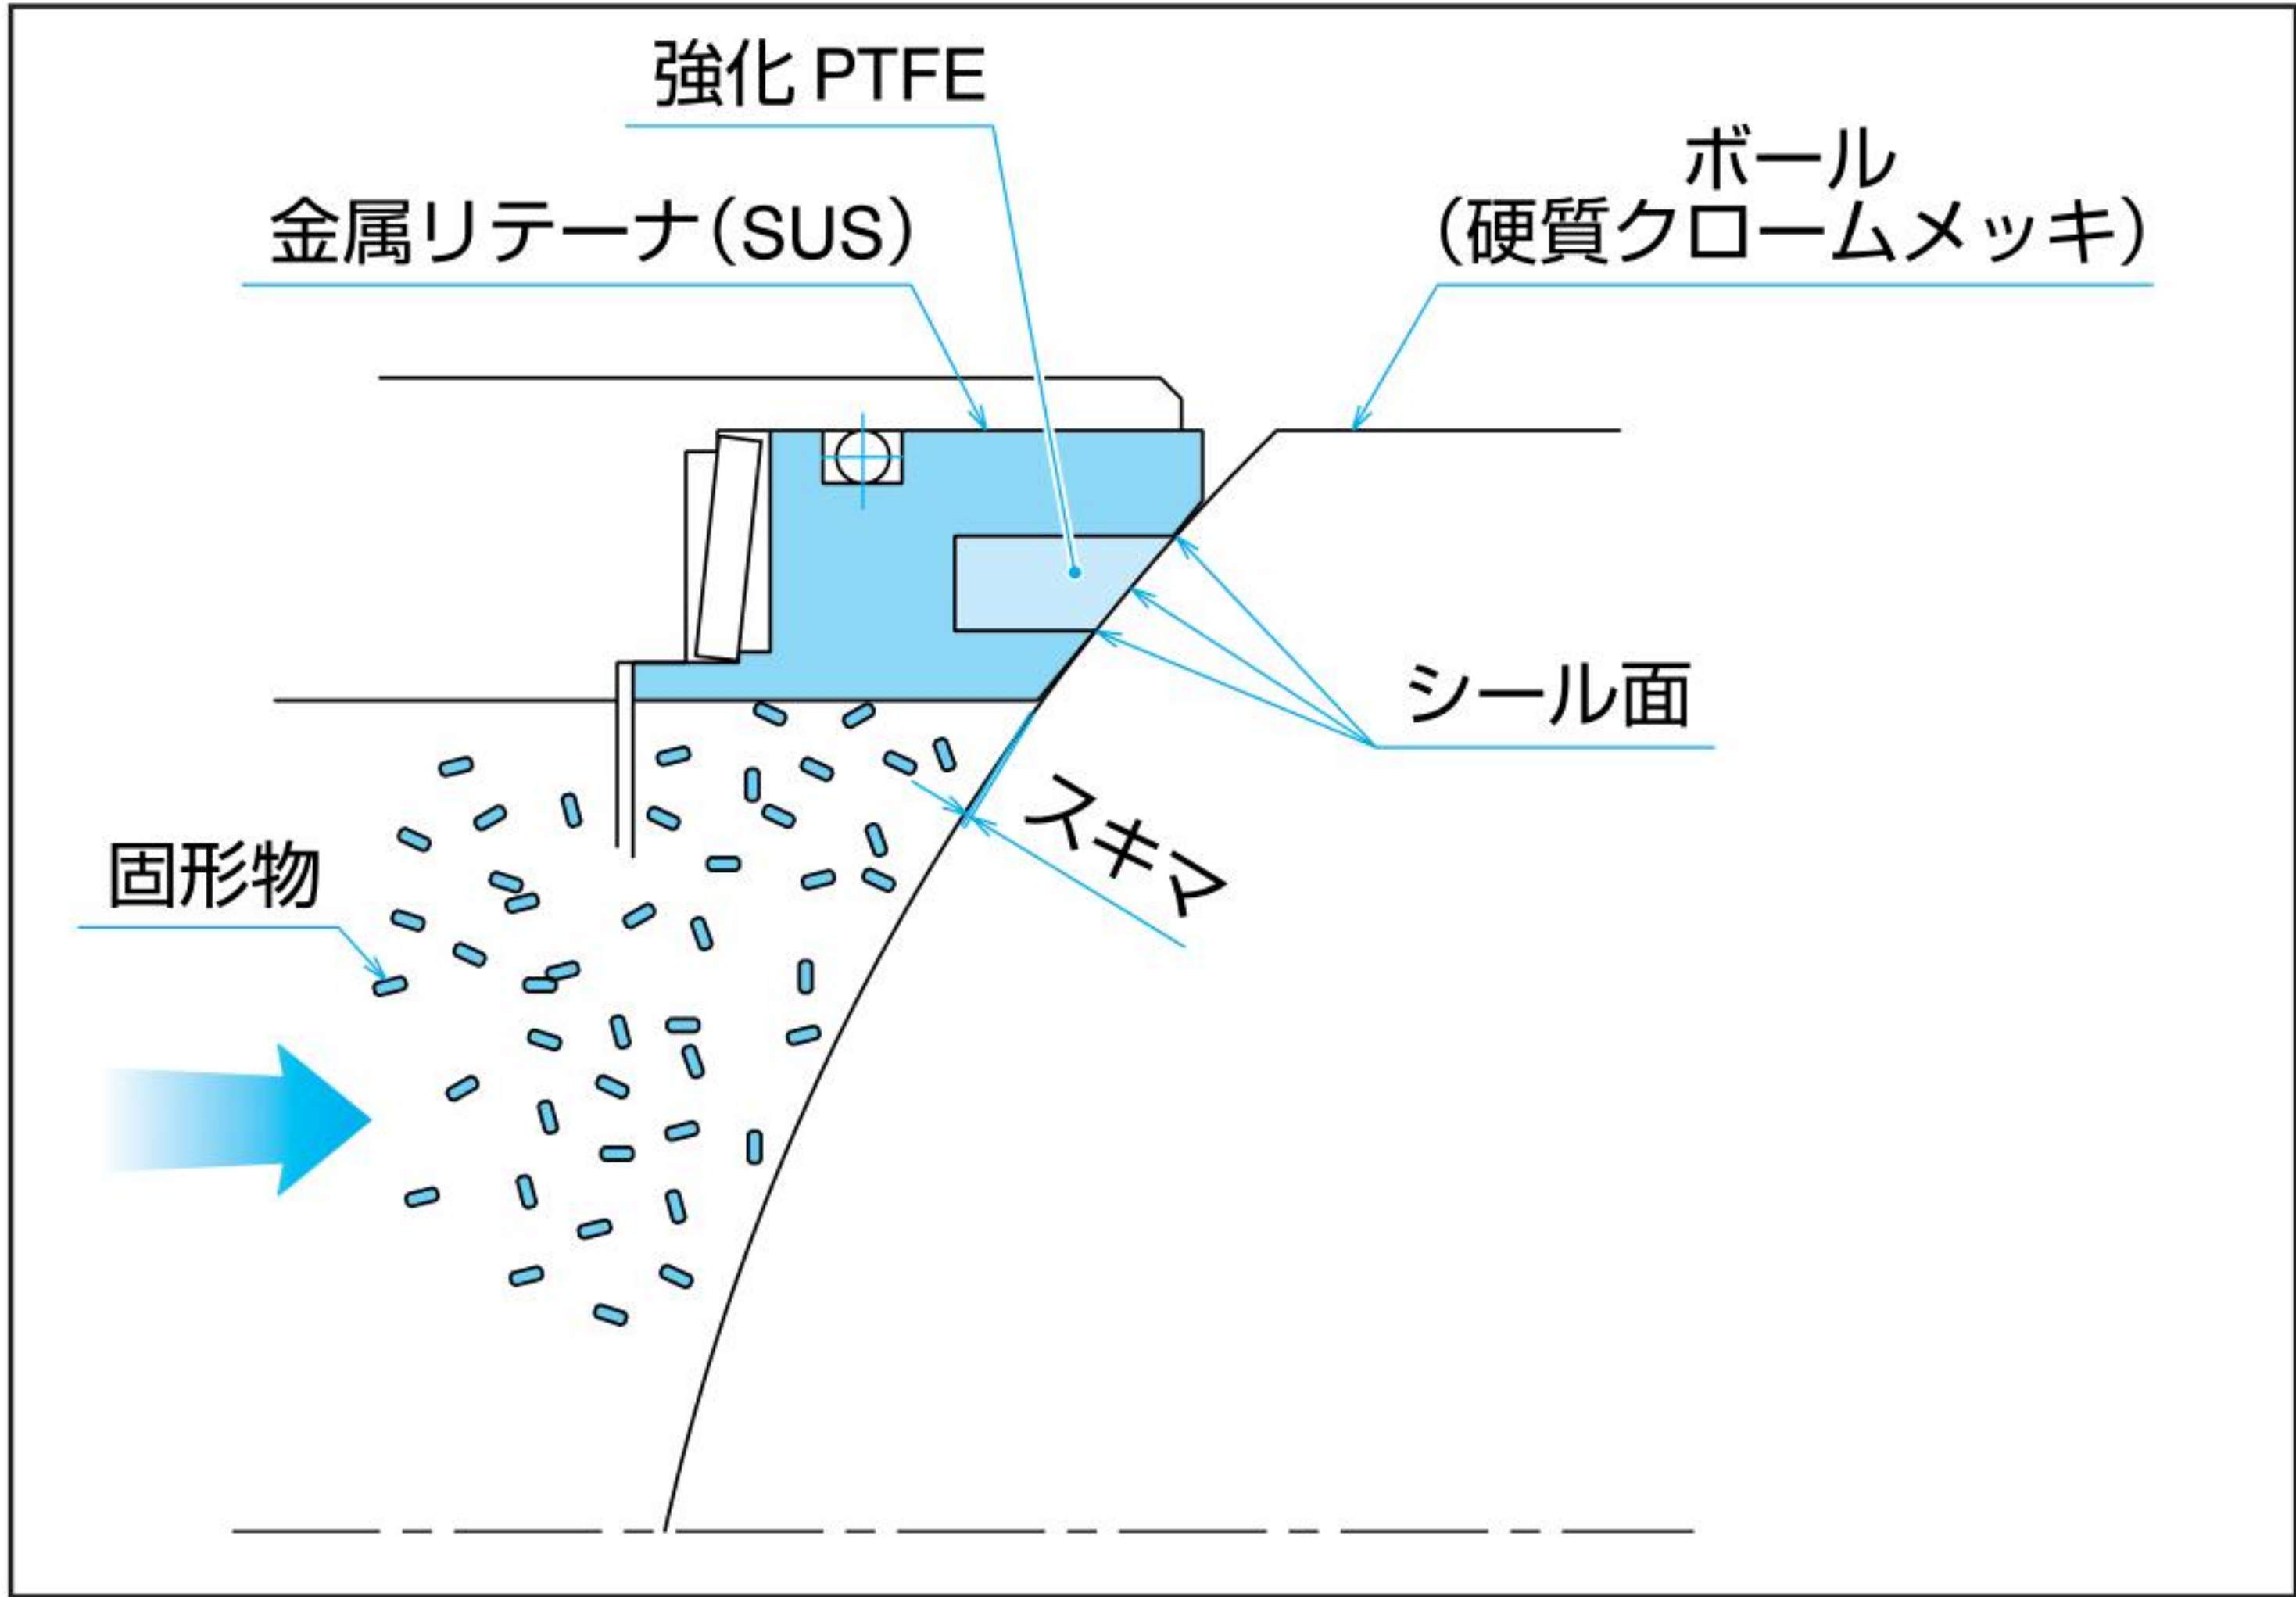 強化 PTFE
金属リテーナ(SUS)
ボール
(硬質クロームメッキ)
シール面
スキマ
固形物